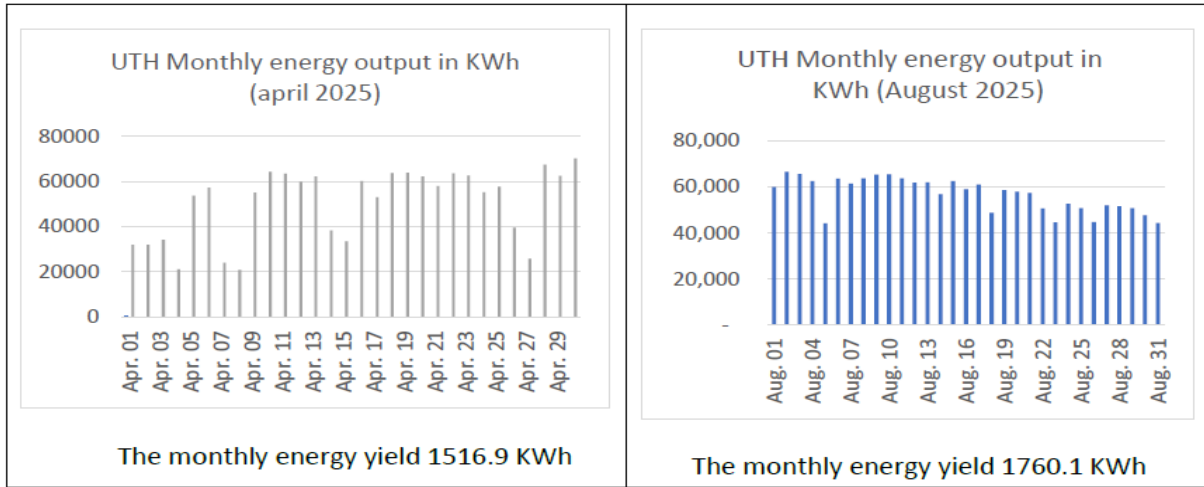 UTH Monthly energy output in KWh
(april 2025)
80000
60000
40000
20000
0
Apr. 01
Apr. 03
Apr. 05
Apr. 07
Apr. 09
Apr. 11
Apr. 13
Apr. 15
Apr. 17
Apr. 19
Apr. 21
Apr. 23
Apr. 25
Apr. 27
Apr. 29
The monthly energy yield 1516.9 KWh
UTH Monthly energy output in
KWh (August 2025)
80,000
60,000
40,000
20,000
-
Aug. 01
Aug. 04
Aug. 07
Aug. 10
Aug. 13
Aug. 16
Aug. 19
Aug. 22
Aug. 25
Aug. 28
Aug. 31
The monthly energy yield 1760.1 KWh